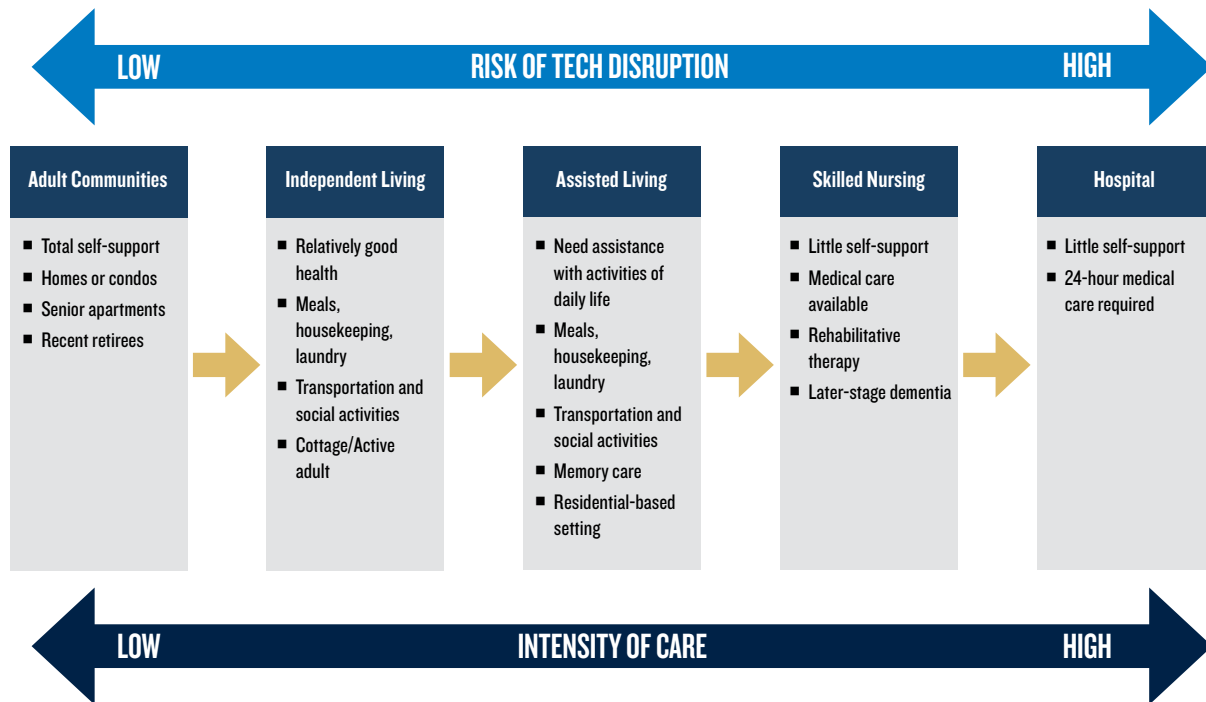 LOW RISK OF TECH DISRUPTION HIGH
Adult Communities
■ Total self-support
■ Homes or condos
■ Senior apartments
■ Recent retirees
Independent Living
■ Relatively good
health
■ Meals,
housekeeping,
laundry
■ Transportation and
social activities
■ Cottage/Active
adult
Assisted Living
■ Need assistance
with activities of
daily life
■ Meals,
housekeeping,
laundry
■ Transportation and
social activities
■ Memory care
■ Residential-based
setting
Skilled Nursing
■ Little self-support
■ Medical care
available
■ Rehabilitative
therapy
■ Later-stage dementia
Hospital
■ Little self-support
■ 24-hour medical
care required
LOW INTENSITY OF CARE HIGH